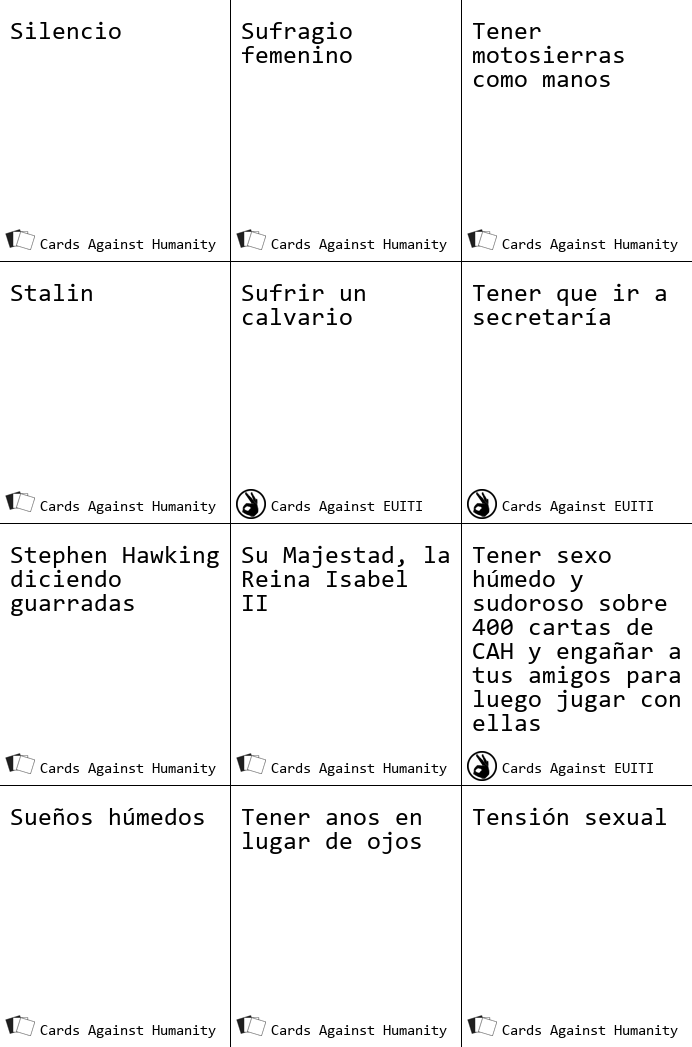 Silencio
Cards Against Humanity
Sufragio
femenino
Cards Against Humanity
Tener
motosierras
como manos
Cards Against Humanity
Stalin
Cards Against Humanity
Sufrir un
calvario
Cards Against EUITI
Tener que ir a
secretaría
Cards Against EUITI
Stephen Hawking
diciendo
guarradas
Cards Against Humanity
Su Majestad, la
Reina Isabel
II
Cards Against Humanity
Tener sexo
húmedo y
sudoroso sobre
400 cartas de
CAH y engañar a
tus amigos para
luego jugar con
ellas
Cards Against EUITI
Sueños húmedos
Cards Against Humanity
Tener anos en
lugar de ojos
Cards Against Humanity
Tensión sexual
Cards Against Humanity